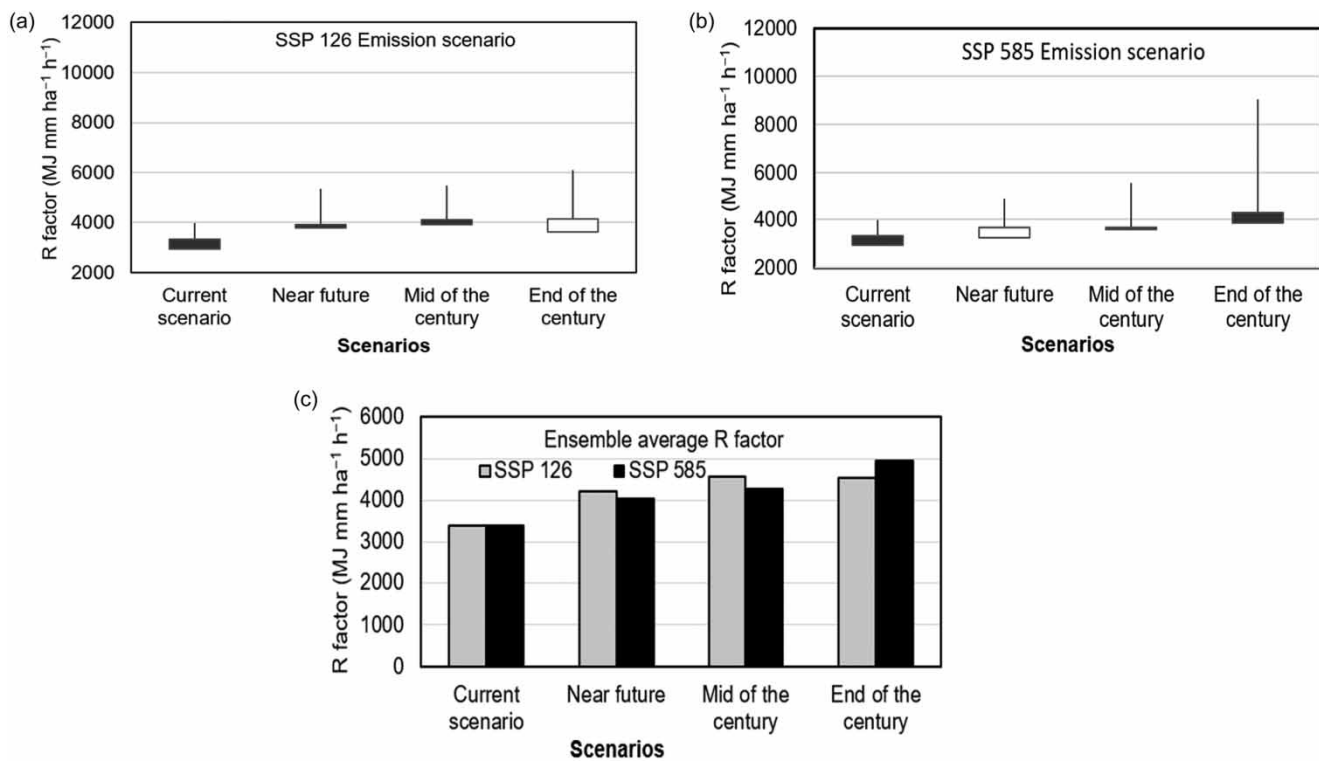 (a)
R factor (MJ mm ha⁻¹ h⁻¹)
12000
10000
8000
6000
4000
2000
SSP 126 Emission scenario
Current scenario
Near future
Mid of the century
End of the century
Scenarios
(b)
R factor (MJ mm ha⁻¹ h⁻¹)
12000
10000
8000
6000
4000
2000
SSP 585 Emission scenario
Current scenario
Near future
Mid of the century
End of the century
Scenarios
(c)
R factor (MJ mm ha⁻¹ h⁻¹)
6000
5000
4000
3000
2000
1000
0
Ensemble average R factor
SSP 126 SSP 585
Current scenario
Near future
Mid of the century
End of the century
Scenarios